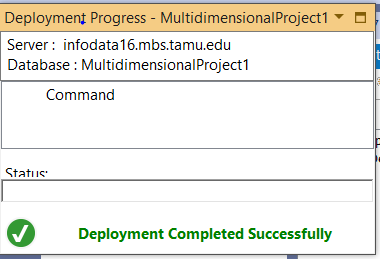 Deployment Progress - MultidimensionalProject1
Server : infodata16.mbs.tamu.edu
Database : MultidimensionalProject1
Command
Status:
Deployment Completed Successfully